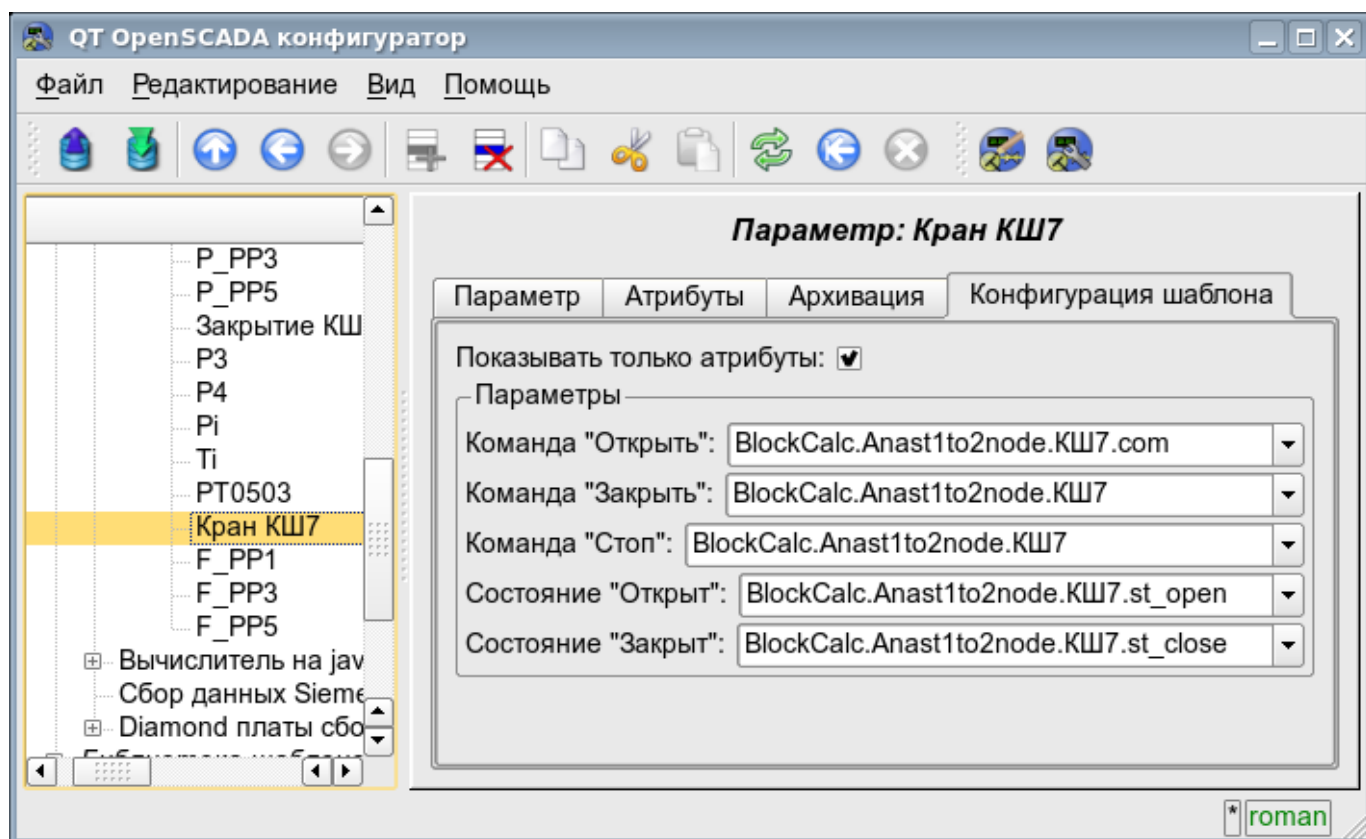 QT OpenSCADA конфигуратор
Файл Редактирование Вид Помощь
Параметр: Кран КШ7
Параметр Атрибуты Архивация Конфигурация шаблона
Показывать только атрибуты:
Параметры
Команда "Открыть": BlockCalc.Anast1to2node.КШ7.com
Команда "Закрыть": BlockCalc.Anast1to2node.КШ7
Команда "Стоп": BlockCalc.Anast1to2node.КШ7
Состояние "Открыт": BlockCalc.Anast1to2node.КШ7.st_open
Состояние "Закрыт": BlockCalc.Anast1to2node.КШ7.st_close
P_PP3
P_PP5
Закрытие КШ
P3
P4
Pi
Ti
PT0503
Кран КШ7
F_PP1
F_PP3
F_PP5
Вычислитель на jav
Сбор данных Sieme
Diamond платы сбо
* roman